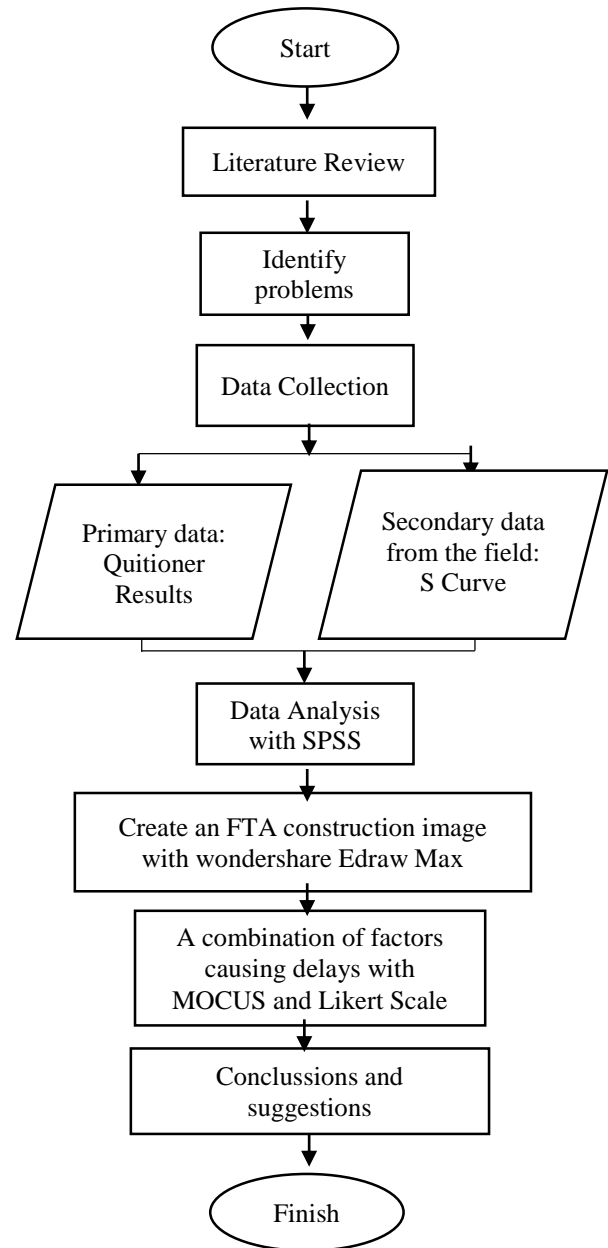 Start
Literature Review
Identify
problems
Data Collection
Primary data:
Quitioner
Results
Secondary data
from the field:
S Curve
Data Analysis
with SPSS
Create an FTA construction image
with wondershare Edraw Max
A combination of factors
causing delays with
MOCUS and Likert Scale
Conclussions and
suggestions
Finish